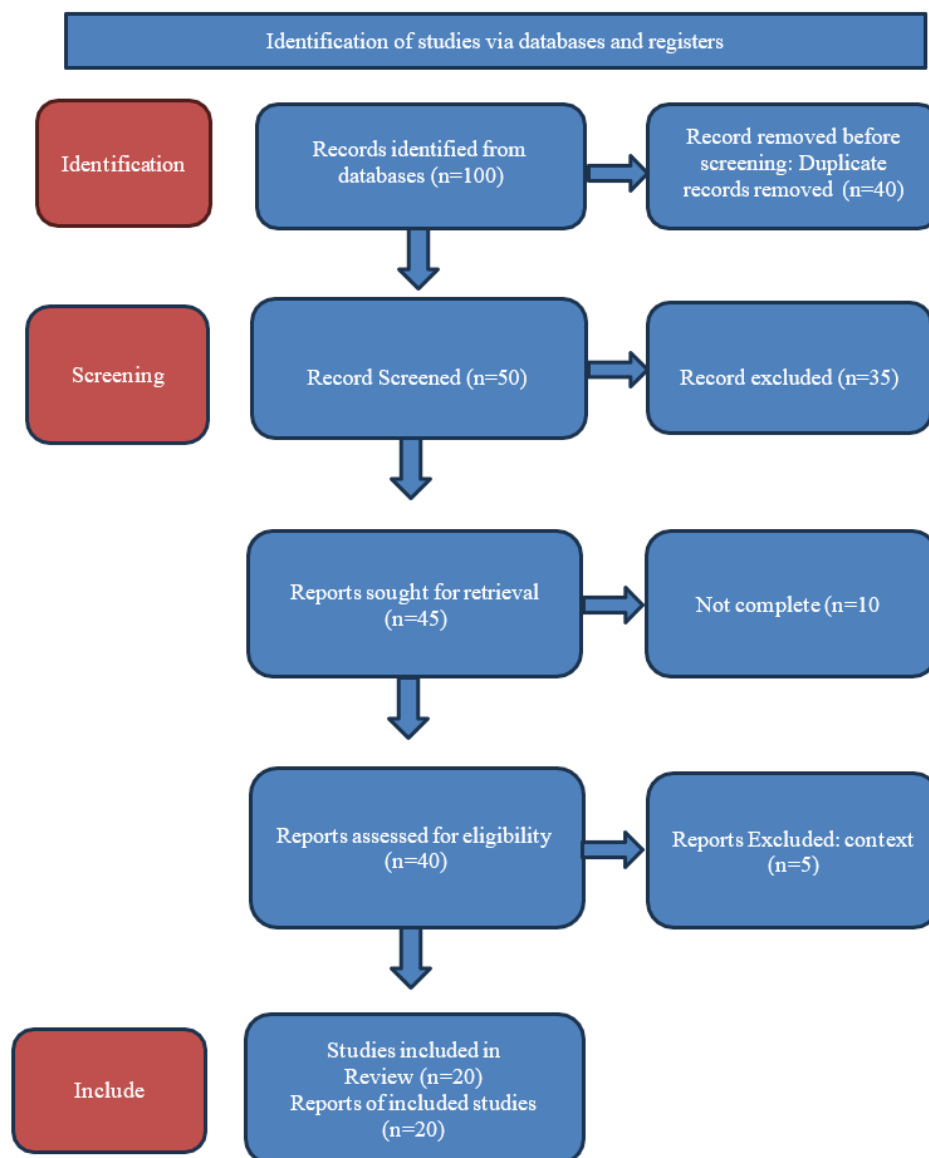 Identification of studies via databases and registers
Identification
Records identified from
databases (n=100)
Record removed before
screening: Duplicate
records removed (n=40)
Screening
Record Screened (n=50)
Record excluded (n=35)
Reports sought for retrieval
(n=45)
Not complete (n=10
Reports assessed for eligibility
(n=40)
Reports Excluded: context
(n=5)
Include
Studies included in
Review (n=20)
Reports of included studies
(n=20)